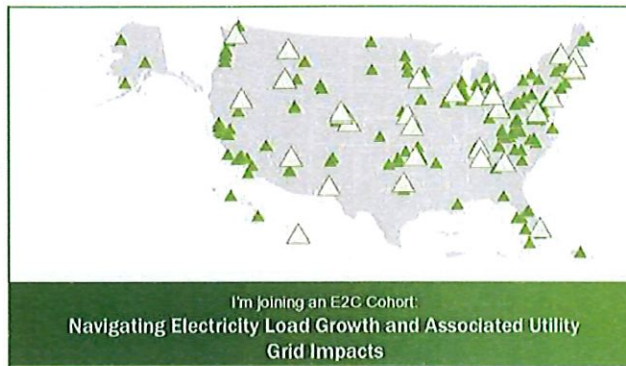 I'm joining an E2C Cohort:
Navigating Electricity Load Growth and Associated Utility
Grid Impacts